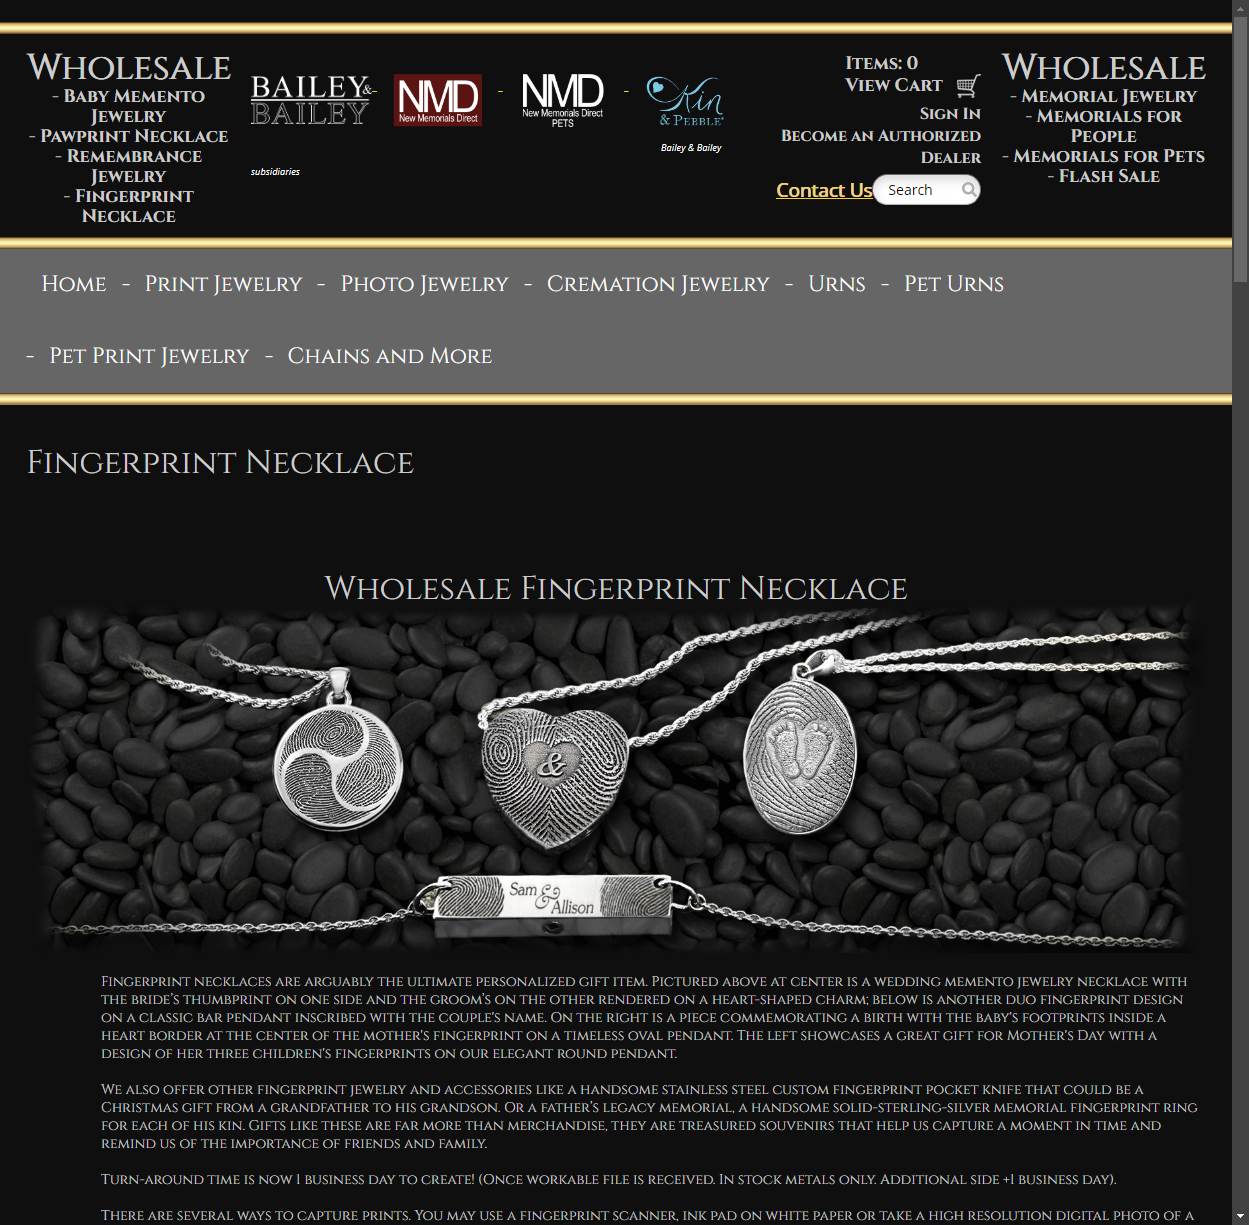 Wholesale
- Baby Memento
Jewelry
- Pawprint Necklace
- Remembrance
Jewelry
- Fingerprint
Necklace
BAILEY&
BAILEY
-
NMD
New Memorials Direct
-
NMD
New Memorials Direct
PETS
-
Kin
& PEBBLE
Bailey & Bailey
subsidiaries
Items: 0
View Cart
Sign In
Become an Authorized
Dealer
Contact Us
Search
Wholesale
- Memorial Jewelry
- Memorials for
People
- Memorials for Pets
- Flash Sale
Home - Print Jewelry - Photo Jewelry - Cremation Jewelry - Urns - Pet Urns
- Pet Print Jewelry - Chains and More
Fingerprint Necklace
Wholesale Fingerprint Necklace
&
Sam
&
Allison
Fingerprint necklaces are arguably the ultimate personalized gift item. Pictured above at center is a wedding memento jewelry necklace with
the bride's thumbprint on one side and the groom's on the other rendered on a heart-shaped charm; below is another duo fingerprint design
on a classic bar pendant inscribed with the couple's name. On the right is a piece commemorating a birth with the baby's footprints inside a
heart border at the center of the mother's fingerprint on a timeless oval pendant. The left showcases a great gift for Mother's Day with a
design of her three children's fingerprints on our elegant round pendant.
We also offer other fingerprint jewelry and accessories like a handsome stainless steel custom fingerprint pocket knife that could be a
Christmas gift from a grandfather to his grandson. Or a father's legacy memorial, a handsome solid-sterling-silver memorial fingerprint ring
for each of his kin. Gifts like these are far more than merchandise, they are treasured souvenirs that help us capture a moment in time and
remind us of the importance of friends and family.
Turn-around time is now 1 business day to create! (Once workable file is received. In stock metals only. Additional side +1 business day).
There are several ways to capture prints. You may use a fingerprint scanner, ink pad on white paper or take a high resolution digital photo of a